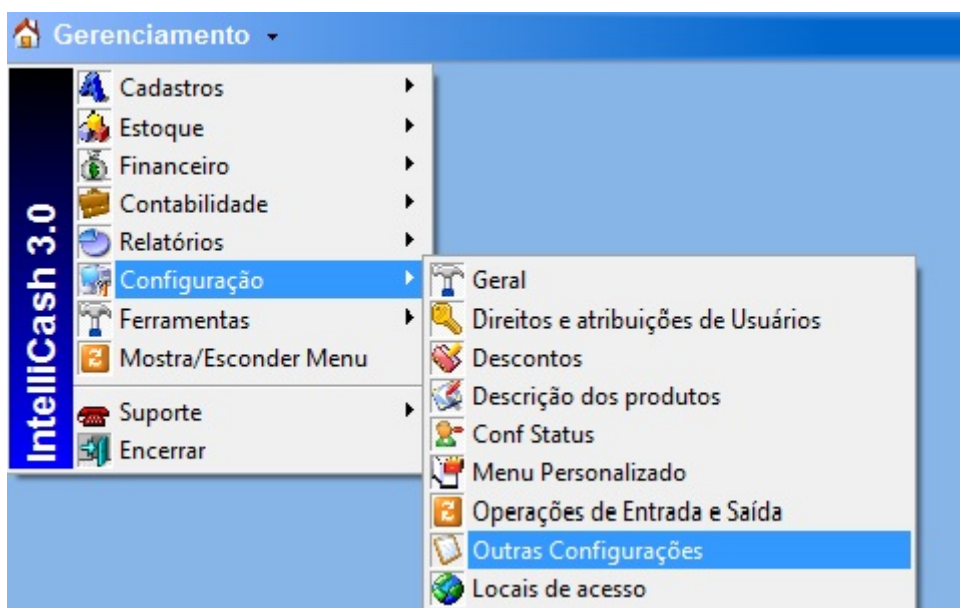 Gerenciamento
IntelliCash 3.0
Cadastros
Estoque
Financeiro
Contabilidade
Relatórios
Configuração
Ferramentas
Mostra/Esconder Menu
Suporte
Encerrar
Geral
Direitos e atribuições de Usuários
Descontos
Descrição dos produtos
Conf Status
Menu Personalizado
Operações de Entrada e Saída
Outras Configurações
Locais de acesso